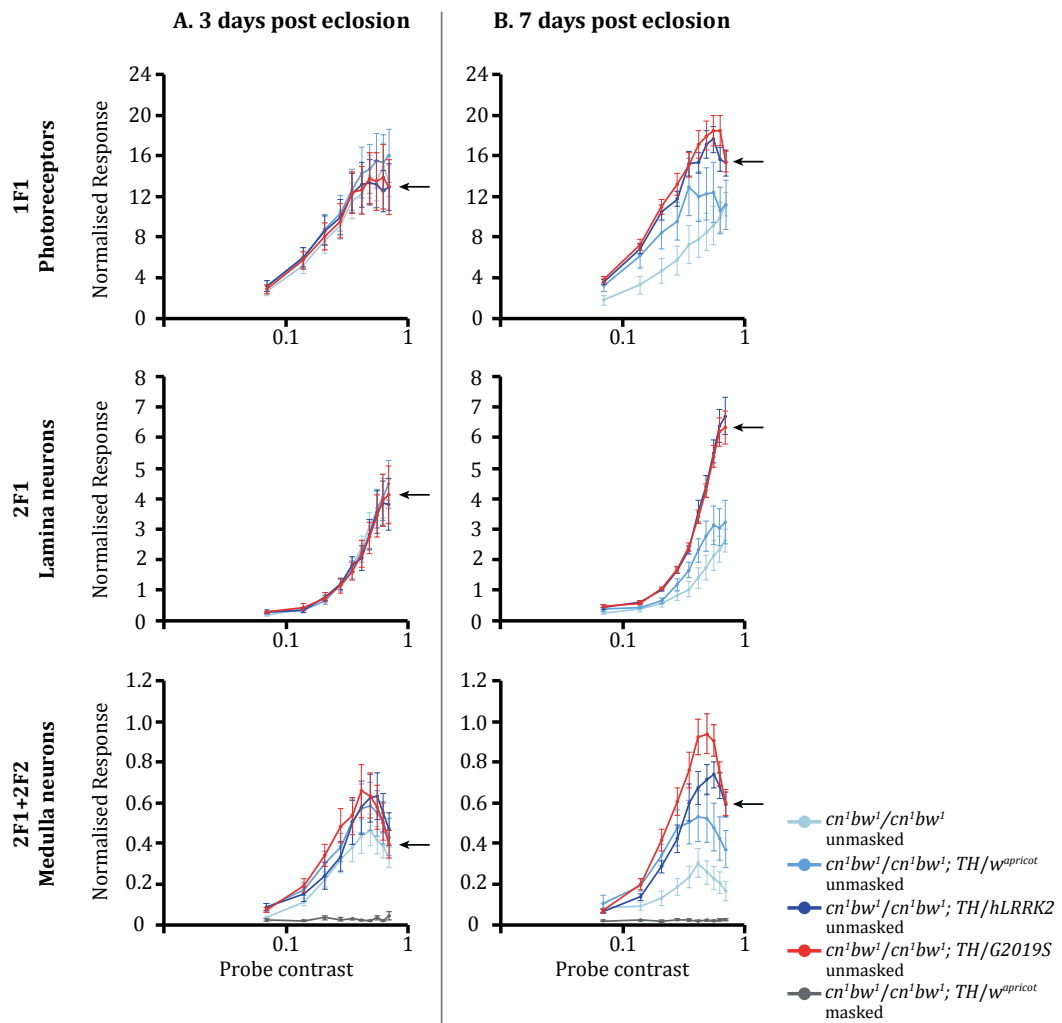 A. 3 days post eclosion
B. 7 days post eclosion
1F1
Photoreceptors
Normalised Response
24
20
16
12
8
4
0
0.1
1
24
20
16
12
8
4
0
0.1
1
2F1
Lamina neurons
Normalised Response
8
7
6
5
4
3
2
1
0
0.1
1
8
7
6
5
4
3
2
1
0
0.1
1
2F1+2F2
Medulla neurons
Normalised Response
1.2
1.0
0.8
0.6
0.4
0.2
0
0.1
1
Probe contrast
1.2
1.0
0.8
0.6
0.4
0.2
0
0.1
1
Probe contrast
cn¹bw¹/cn¹bw¹
unmasked
cn¹bw¹/cn¹bw¹; TH/wᵃᵖʳⁱᶜᵒᵗ
unmasked
cn¹bw¹/cn¹bw¹; TH/hLRRK2
unmasked
cn¹bw¹/cn¹bw¹; TH/G2019S
unmasked
cn¹bw¹/cn¹bw¹; TH/wᵃᵖʳⁱᶜᵒᵗ
masked